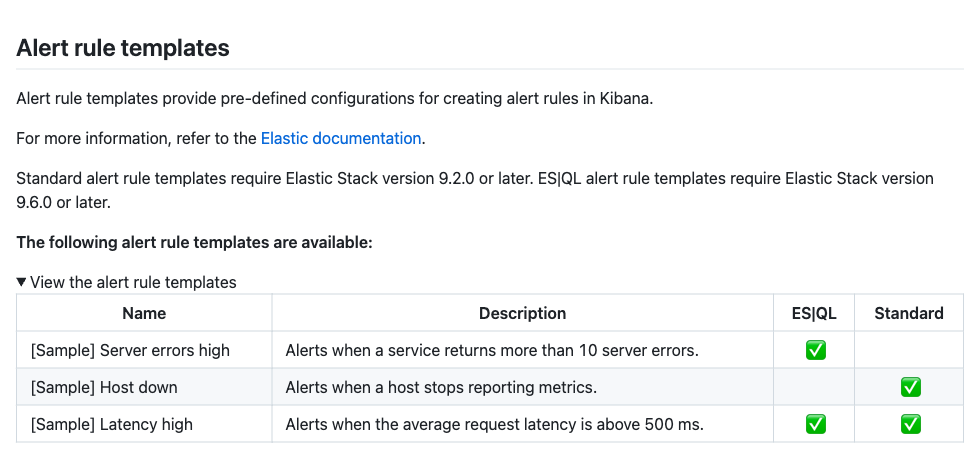 Alert rule templates
Alert rule templates provide pre-defined configurations for creating alert rules in Kibana.
For more information, refer to the Elastic documentation.
Standard alert rule templates require Elastic Stack version 9.2.0 or later. ES|QL alert rule templates require Elastic Stack version
9.6.0 or later.
The following alert rule templates are available:
▼ View the alert rule templates
Name Description ES|QL Standard
[Sample] Server errors high Alerts when a service returns more than 10 server errors. ✅
[Sample] Host down Alerts when a host stops reporting metrics. ✅
[Sample] Latency high Alerts when the average request latency is above 500 ms. ✅ ✅